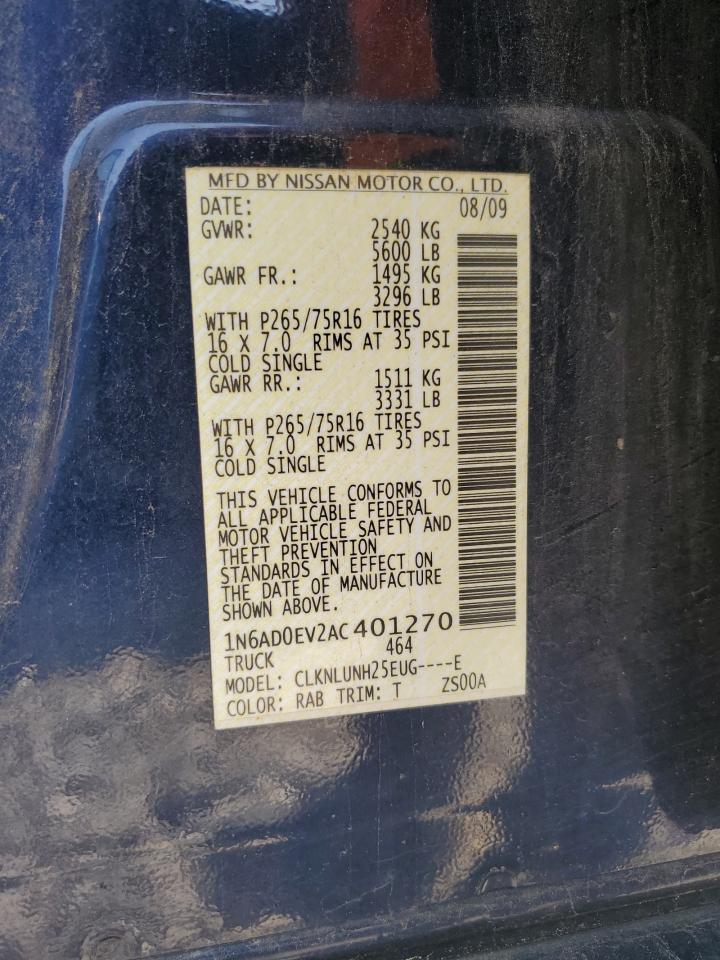 MFD BY NISSAN MOTOR CO., LTD.
DATE: 08/09
GVWR: 2540 KG
5600 LB
GAWR FR.: 1495 KG
3296 LB
WITH P265/75R16 TIRES
16 X 7.0 RIMS AT 35 PSI
COLD SINGLE
GAWR RR.: 1511 KG
3331 LB
WITH P265/75R16 TIRES
16 X 7.0 RIMS AT 35 PSI
COLD SINGLE
THIS VEHICLE CONFORMS TO
ALL APPLICABLE FEDERAL
MOTOR VEHICLE SAFETY AND
THEFT PREVENTION
STANDARDS IN EFFECT ON
THE DATE OF MANUFACTURE
SHOWN ABOVE.
1N6AD0EV2AC401270
TRUCK 464
MODEL: CLKNLUNH25EUG----E
COLOR: RAB TRIM: T ZS00A